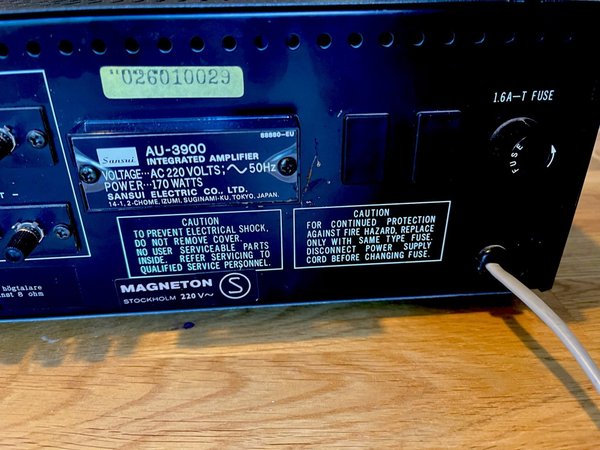 "026010029
1.6A-T FUSE
FUSE
Sansui
AU-3900
68880-EU
INTEGRATED AMPLIFIER
VOLTAGE···AC 220 VOLTS; ~ 50Hz
POWER···170 WATTS
SANSUI ELECTRIC CO., LTD.
14-1, 2-CHOME, IZUMI, SUGINAMI-KU, TOKYO, JAPAN.
CAUTION
TO PREVENT ELECTRICAL SHOCK,
DO NOT REMOVE COVER.
NO USER SERVICEABLE PARTS
INSIDE. REFER SERVICING TO
QUALIFIED SERVICE PERSONNEL.
CAUTION
FOR CONTINUED PROTECTION
AGAINST FIRE HAZARD, REPLACE
ONLY WITH SAME TYPE FUSE.
DISCONNECT POWER SUPPLY
CORD BEFORE CHANGING FUSE.
MAGNETON S
STOCKHOLM 220 V~
högtalare
8 ohm